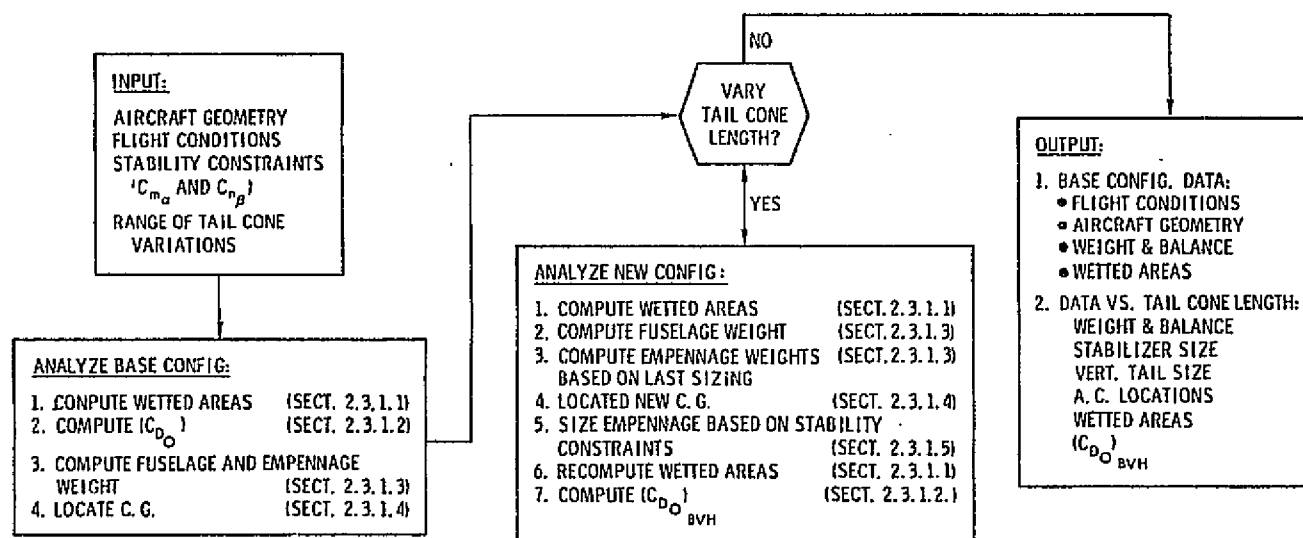 INPUT:
AIRCRAFT GEOMETRY
FLIGHT CONDITIONS
STABILITY CONSTRAINTS
(C_mα AND C_nβ)
RANGE OF TAIL CONE
VARIATIONS
ANALYZE BASE CONFIG:
1. CONPUTE WETTED AREAS (SECT. 2.3.1.1)
2. COMPUTE (C_DO) (SECT. 2.3.1.2)
3. COMPUTE FUSELAGE AND EMPENNAGE
WEIGHT (SECT. 2.3.1.3)
4. LOCATE C.G. (SECT. 2.3.1.4)
NO
VARY
TAIL CONE
LENGTH?
YES
ANALYZE NEW CONFIG:
1. COMPUTE WETTED AREAS (SECT. 2.3.1.1)
2. COMPUTE FUSELAGE WEIGHT (SECT. 2.3.1.3)
3. COMPUTE EMPENNAGE WEIGHTS (SECT. 2.3.1.3)
BASED ON LAST SIZING
4. LOCATED NEW C.G. (SECT. 2.3.1.4)
5. SIZE EMPENNAGE BASED ON STABILITY
CONSTRAINTS (SECT. 2.3.1.5)
6. RECOMPUTE WETTED AREAS (SECT. 2.3.1.1)
7. COMPUTE (C_DO)_BVH (SECT. 2.3.1.2.)
OUTPUT:
1. BASE CONFIG. DATA:
• FLIGHT CONDITIONS
• AIRCRAFT GEOMETRY
• WEIGHT & BALANCE
• WETTED AREAS
2. DATA VS. TAIL CONE LENGTH:
WEIGHT & BALANCE
STABILIZER SIZE
VERT. TAIL SIZE
A.C. LOCATIONS
WETTED AREAS
(C_DO)_BVH